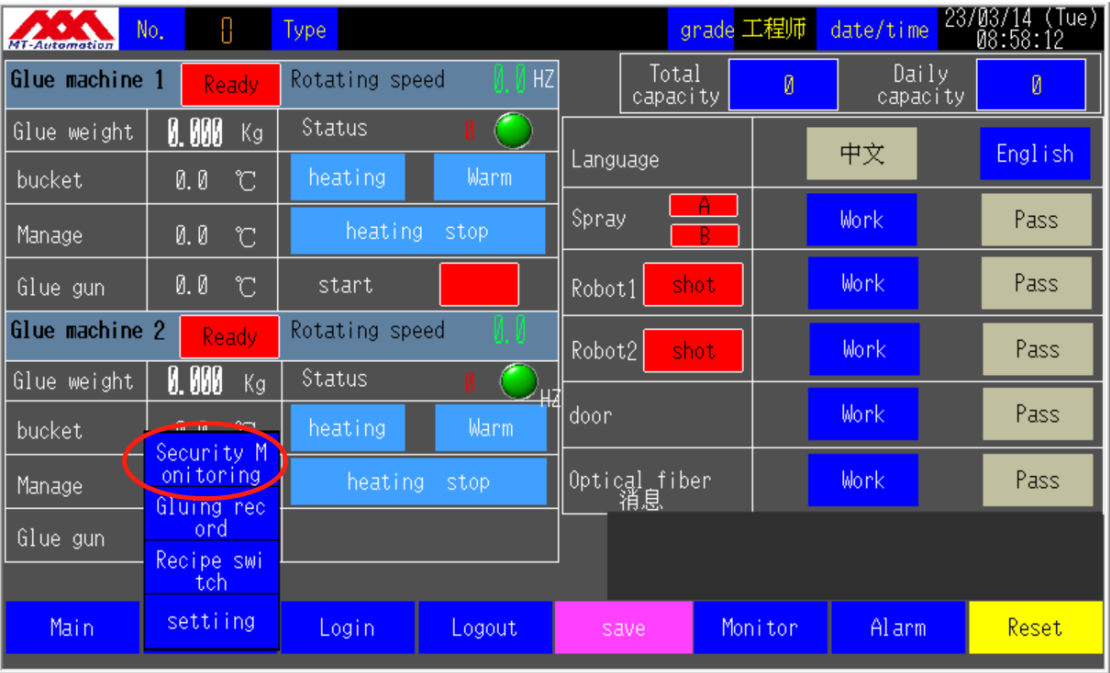 MT-Automation No. 0 Type grade 工程师 date/time 23/03/14 (Tue)
08:58:12
Glue machine 1 Ready Rotating speed 0.0 HZ
Total capacity 0 Daily capacity 0
Glue weight 0.000 Kg Status 0
bucket 0.0 ℃ heating Warm
Manage 0.0 ℃ heating stop
Glue gun 0.0 ℃ start
Glue machine 2 Ready Rotating speed 0.0
Glue weight 0.000 Kg Status 0 HZ
bucket heating Warm
Manage heating stop
Glue gun
Language 中文 English
Spray A B Work Pass
Robot1 shot Work Pass
Robot2 shot Work Pass
door Work Pass
Optical fiber Work Pass
消息
Security M
onitoring
Gluing rec
ord
Recipe swi
tch
settiing
Main Login Logout save Monitor Alarm Reset